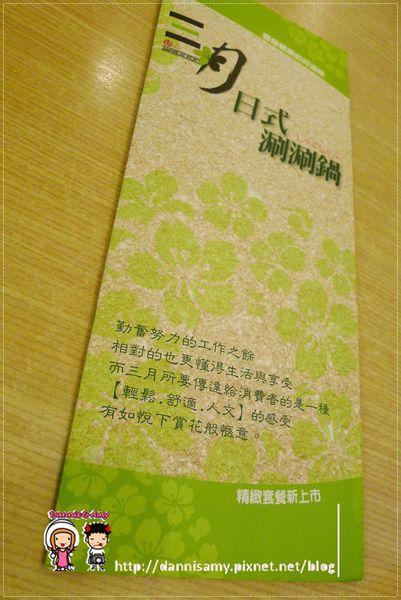 三月
日式
涮涮鍋
勤奮努力的工作之餘
相對的也更懂得生活與享受
而三月所要傳達給消費者的是一種
【輕鬆.舒適.人文】的感受
有如悅下賞花般愜意。
精緻套餐新上市
Dannis & Amy
http://dannisamy.pixnet.net/blog